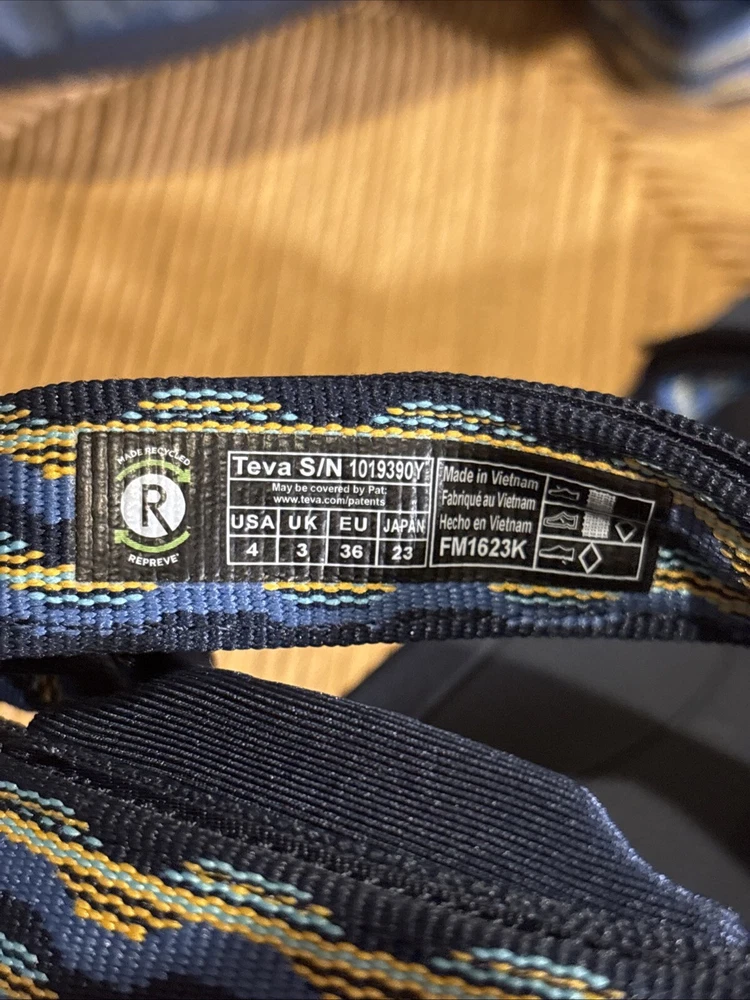 MADE RECYCLED
R
REPREVE
Teva S/N 1019390Y
May be covered by Pat:
www.teva.com/patents
USA UK EU JAPAN
4 3 36 23
Made in Vietnam
Fabriqué au Vietnam
Hecho en Vietnam
FM1623K